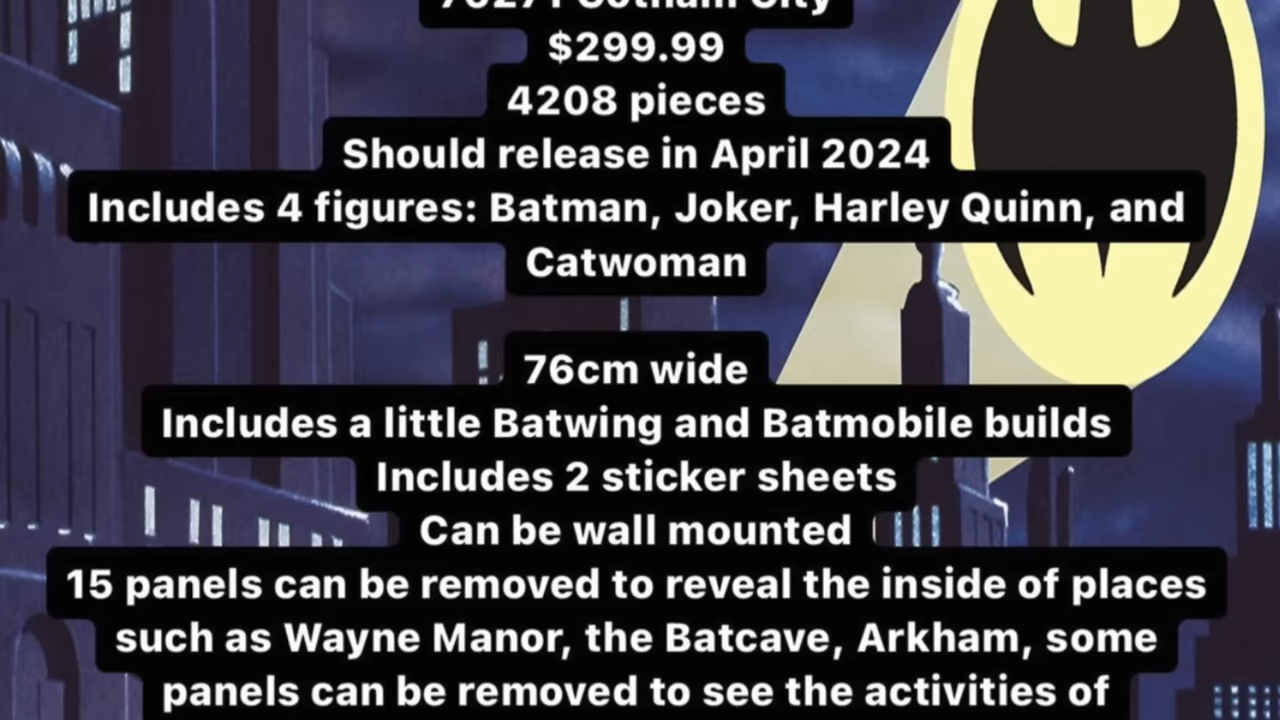 76271 Gotham City
$299.99
4208 pieces
Should release in April 2024
Includes 4 figures: Batman, Joker, Harley Quinn, and
Catwoman
76cm wide
Includes a little Batwing and Batmobile builds
Includes 2 sticker sheets
Can be wall mounted
15 panels can be removed to reveal the inside of places
such as Wayne Manor, the Batcave, Arkham, some
panels can be removed to see the activities of